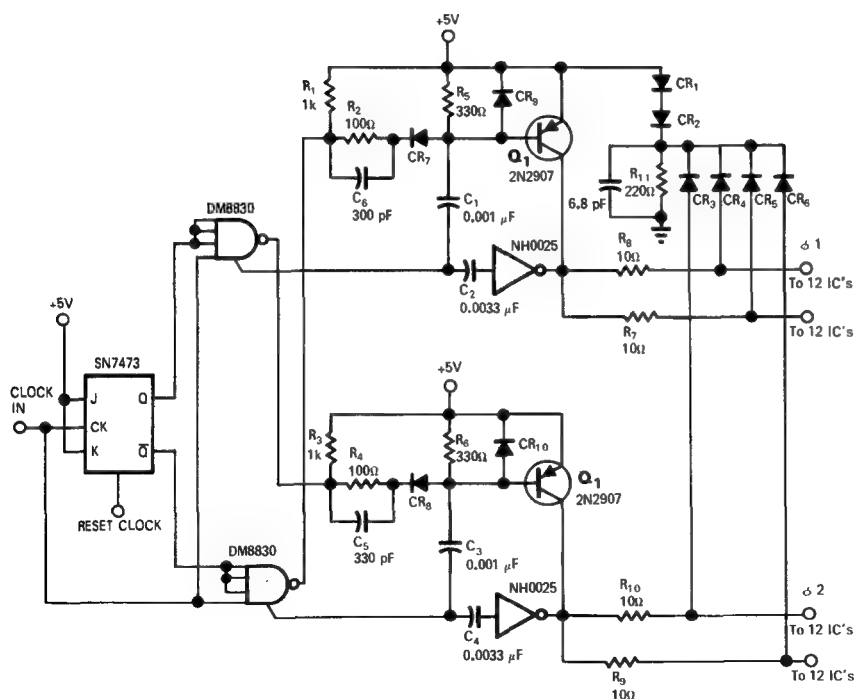 +5V
R1
1k
R2
100Ω
CR7
C6
300 pF
R5
330Ω
CR9
Q1
2N2907
CR1
CR2
R11
220Ω
6.8 pF
CR3
CR4
CR5
CR6
C1
0.001 μF
DM8830
NH0025
C2
0.0033 μF
R8
10Ω
ϕ 1
To 12 IC's
R7
10Ω
To 12 IC's
+5V
SN7473
CLOCK
IN
J
Q
CK
K
Q̅
RESET CLOCK
+5V
R3
1k
R4
100Ω
CR8
C5
330 pF
R6
330Ω
CR10
Q1
2N2907
C3
0.001 μF
DM8830
NH0025
C4
0.0033 μF
R10
10Ω
ϕ 2
To 12 IC's
R9
10Ω
To 12 IC's